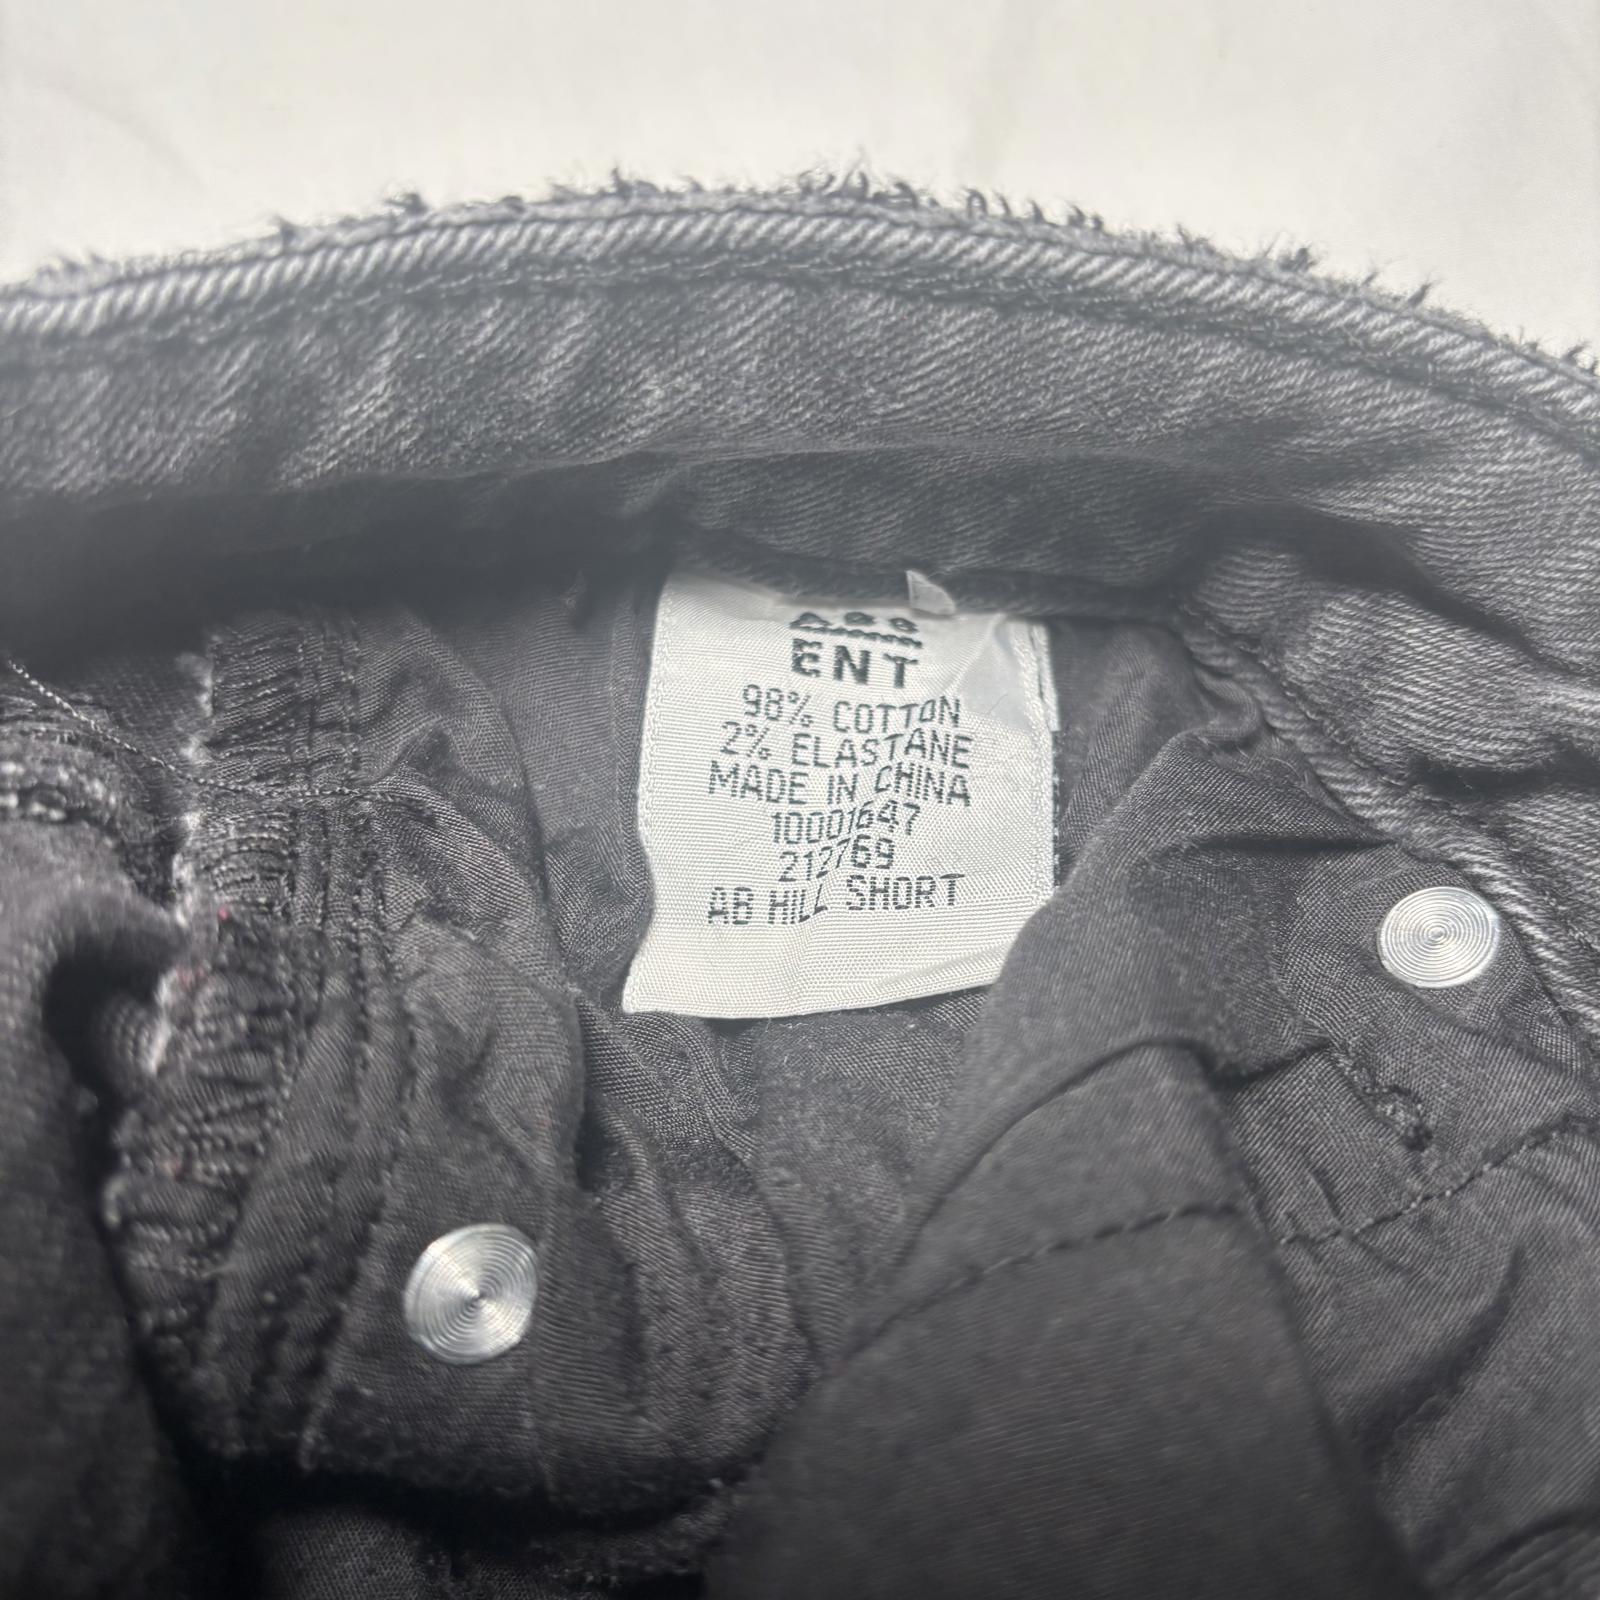 ENT
98% COTTON
2% ELASTANE
MADE IN CHINA
10001647
212769
AB HILL SHORT